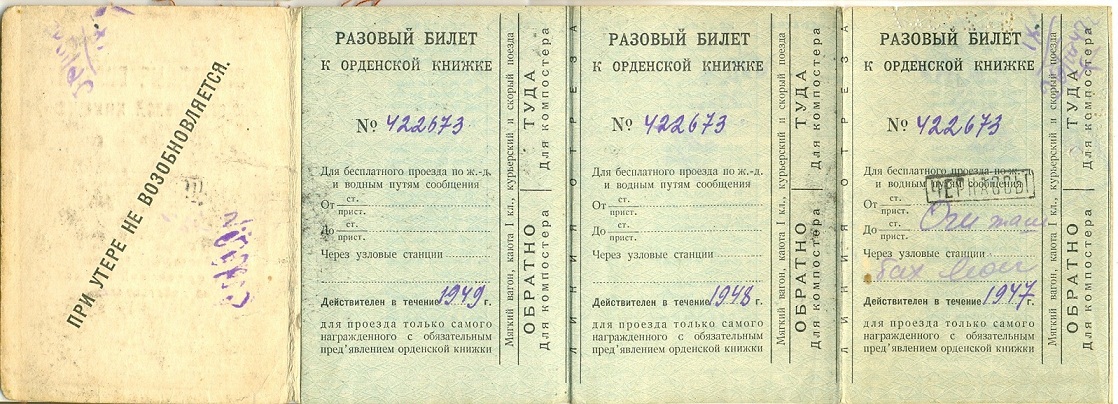 ПРИ УТЕРЕ НЕ ВОЗОБНОВЛЯЕТСЯ.
РАЗОВЫЙ БИЛЕТ
К ОРДЕНСКОЙ КНИЖКЕ
№ 422673
Для бесплатного проезда по ж.-д.
и водным путям сообщения
От ст.
прист.
До ст.
прист.
Через узловые станции
Действителен в течение 1949 г.
для проезда только самого
награжденного с обязательным
пред'явлением орденской книжки
Мягкий вагон, каюта I кл., курьерский и скорый поезда
ОБРАТНО ТУДА
Для компостера Для компостера
ЛИНИЯ ОТРЕЗА
РАЗОВЫЙ БИЛЕТ
К ОРДЕНСКОЙ КНИЖКЕ
№ 422673
Для бесплатного проезда по ж.-д.
и водным путям сообщения
От ст.
прист.
До ст.
прист.
Через узловые станции
Действителен в течение 1948 г.
для проезда только самого
награжденного с обязательным
пред'явлением орденской книжки
Мягкий вагон, каюта I кл., курьерский и скорый поезда
ОБРАТНО ТУДА
Для компостера Для компостера
ЛИНИЯ ОТРЕЗА
РАЗОВЫЙ БИЛЕТ
К ОРДЕНСКОЙ КНИЖКЕ
№ 422673
Для бесплатного проезда по ж.-д.
и водным путям сообщения
ЧЕРКАССЫ
От ст.
прист.
До ст.
прист.
Через узловые станции
Действителен в течение 1947 г.
для проезда только самого
награжденного с обязательным
пред'явлением орденской книжки
Мягкий вагон, каюта I кл., курьерский и скорый поезда
ОБРАТНО ТУДА
Для компостера Для компостера